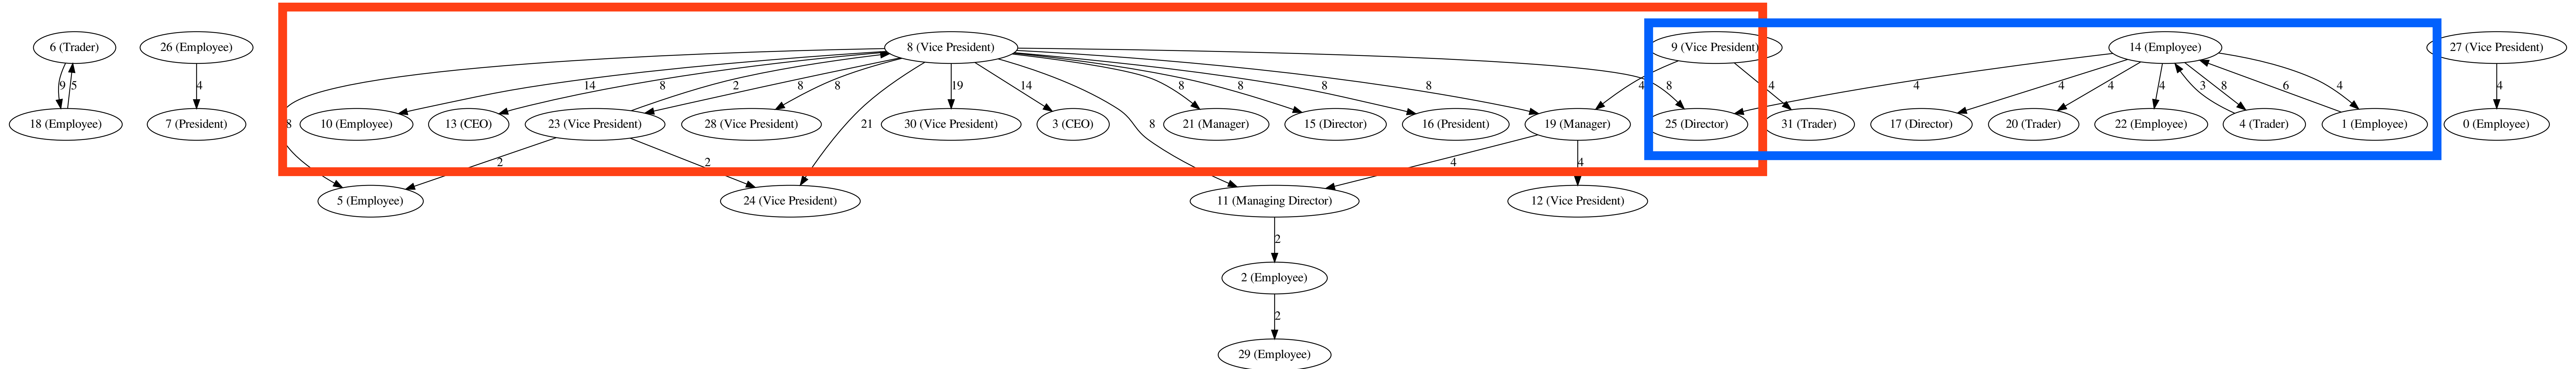 6 (Trader)
26 (Employee)
8 (Vice President)
9 (Vice President)
14 (Employee)
27 (Vice President)
9
5
4
8
14
8
2
8
8
21
19
14
8
8
8
8
8
4
8
4
4
4
4
4
3
8
6
4
4
18 (Employee)
7 (President)
10 (Employee)
13 (CEO)
23 (Vice President)
28 (Vice President)
30 (Vice President)
3 (CEO)
21 (Manager)
15 (Director)
16 (President)
19 (Manager)
25 (Director)
31 (Trader)
17 (Director)
20 (Trader)
22 (Employee)
4 (Trader)
1 (Employee)
0 (Employee)
2
2
4
4
5 (Employee)
24 (Vice President)
11 (Managing Director)
12 (Vice President)
2
2 (Employee)
2
29 (Employee)